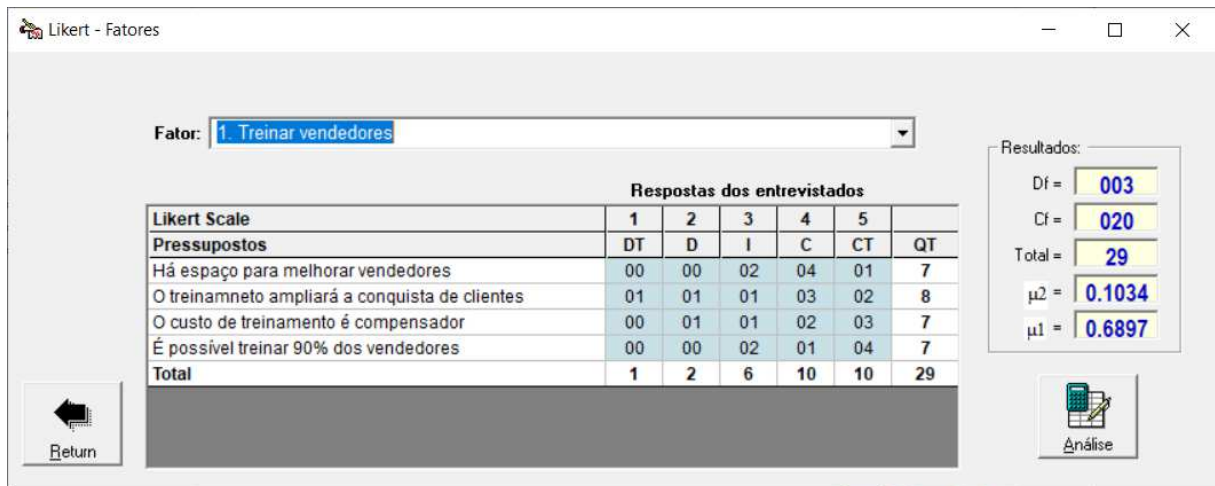 Likert - Fatores
Fator: 1. Treinar vendedores
Respostas dos entrevistados
Likert Scale 1 2 3 4 5
Pressupostos DT D I C CT QT
Há espaço para melhorar vendedores 00 00 02 04 01 7
O treinamneto ampliará a conquista de clientes 01 01 01 03 02 8
O custo de treinamento é compensador 00 01 01 02 03 7
É possível treinar 90% dos vendedores 00 00 02 01 04 7
Total 1 2 6 10 10 29
Resultados:
Df = 003
Cf = 020
Total = 29
µ2 = 0.1034
µ1 = 0.6897
Return
Análise